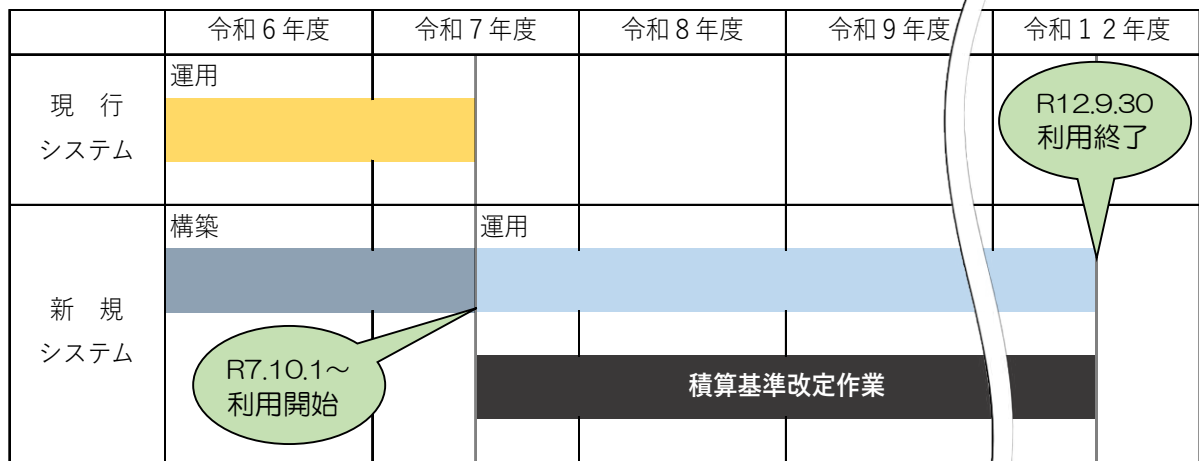 令和６年度 令和７年度 令和８年度 令和９年度 令和１２年度
現　行
システム
運用
R12.9.30
利用終了
新　規
システム
構築
運用
R7.10.1～
利用開始
積算基準改定作業